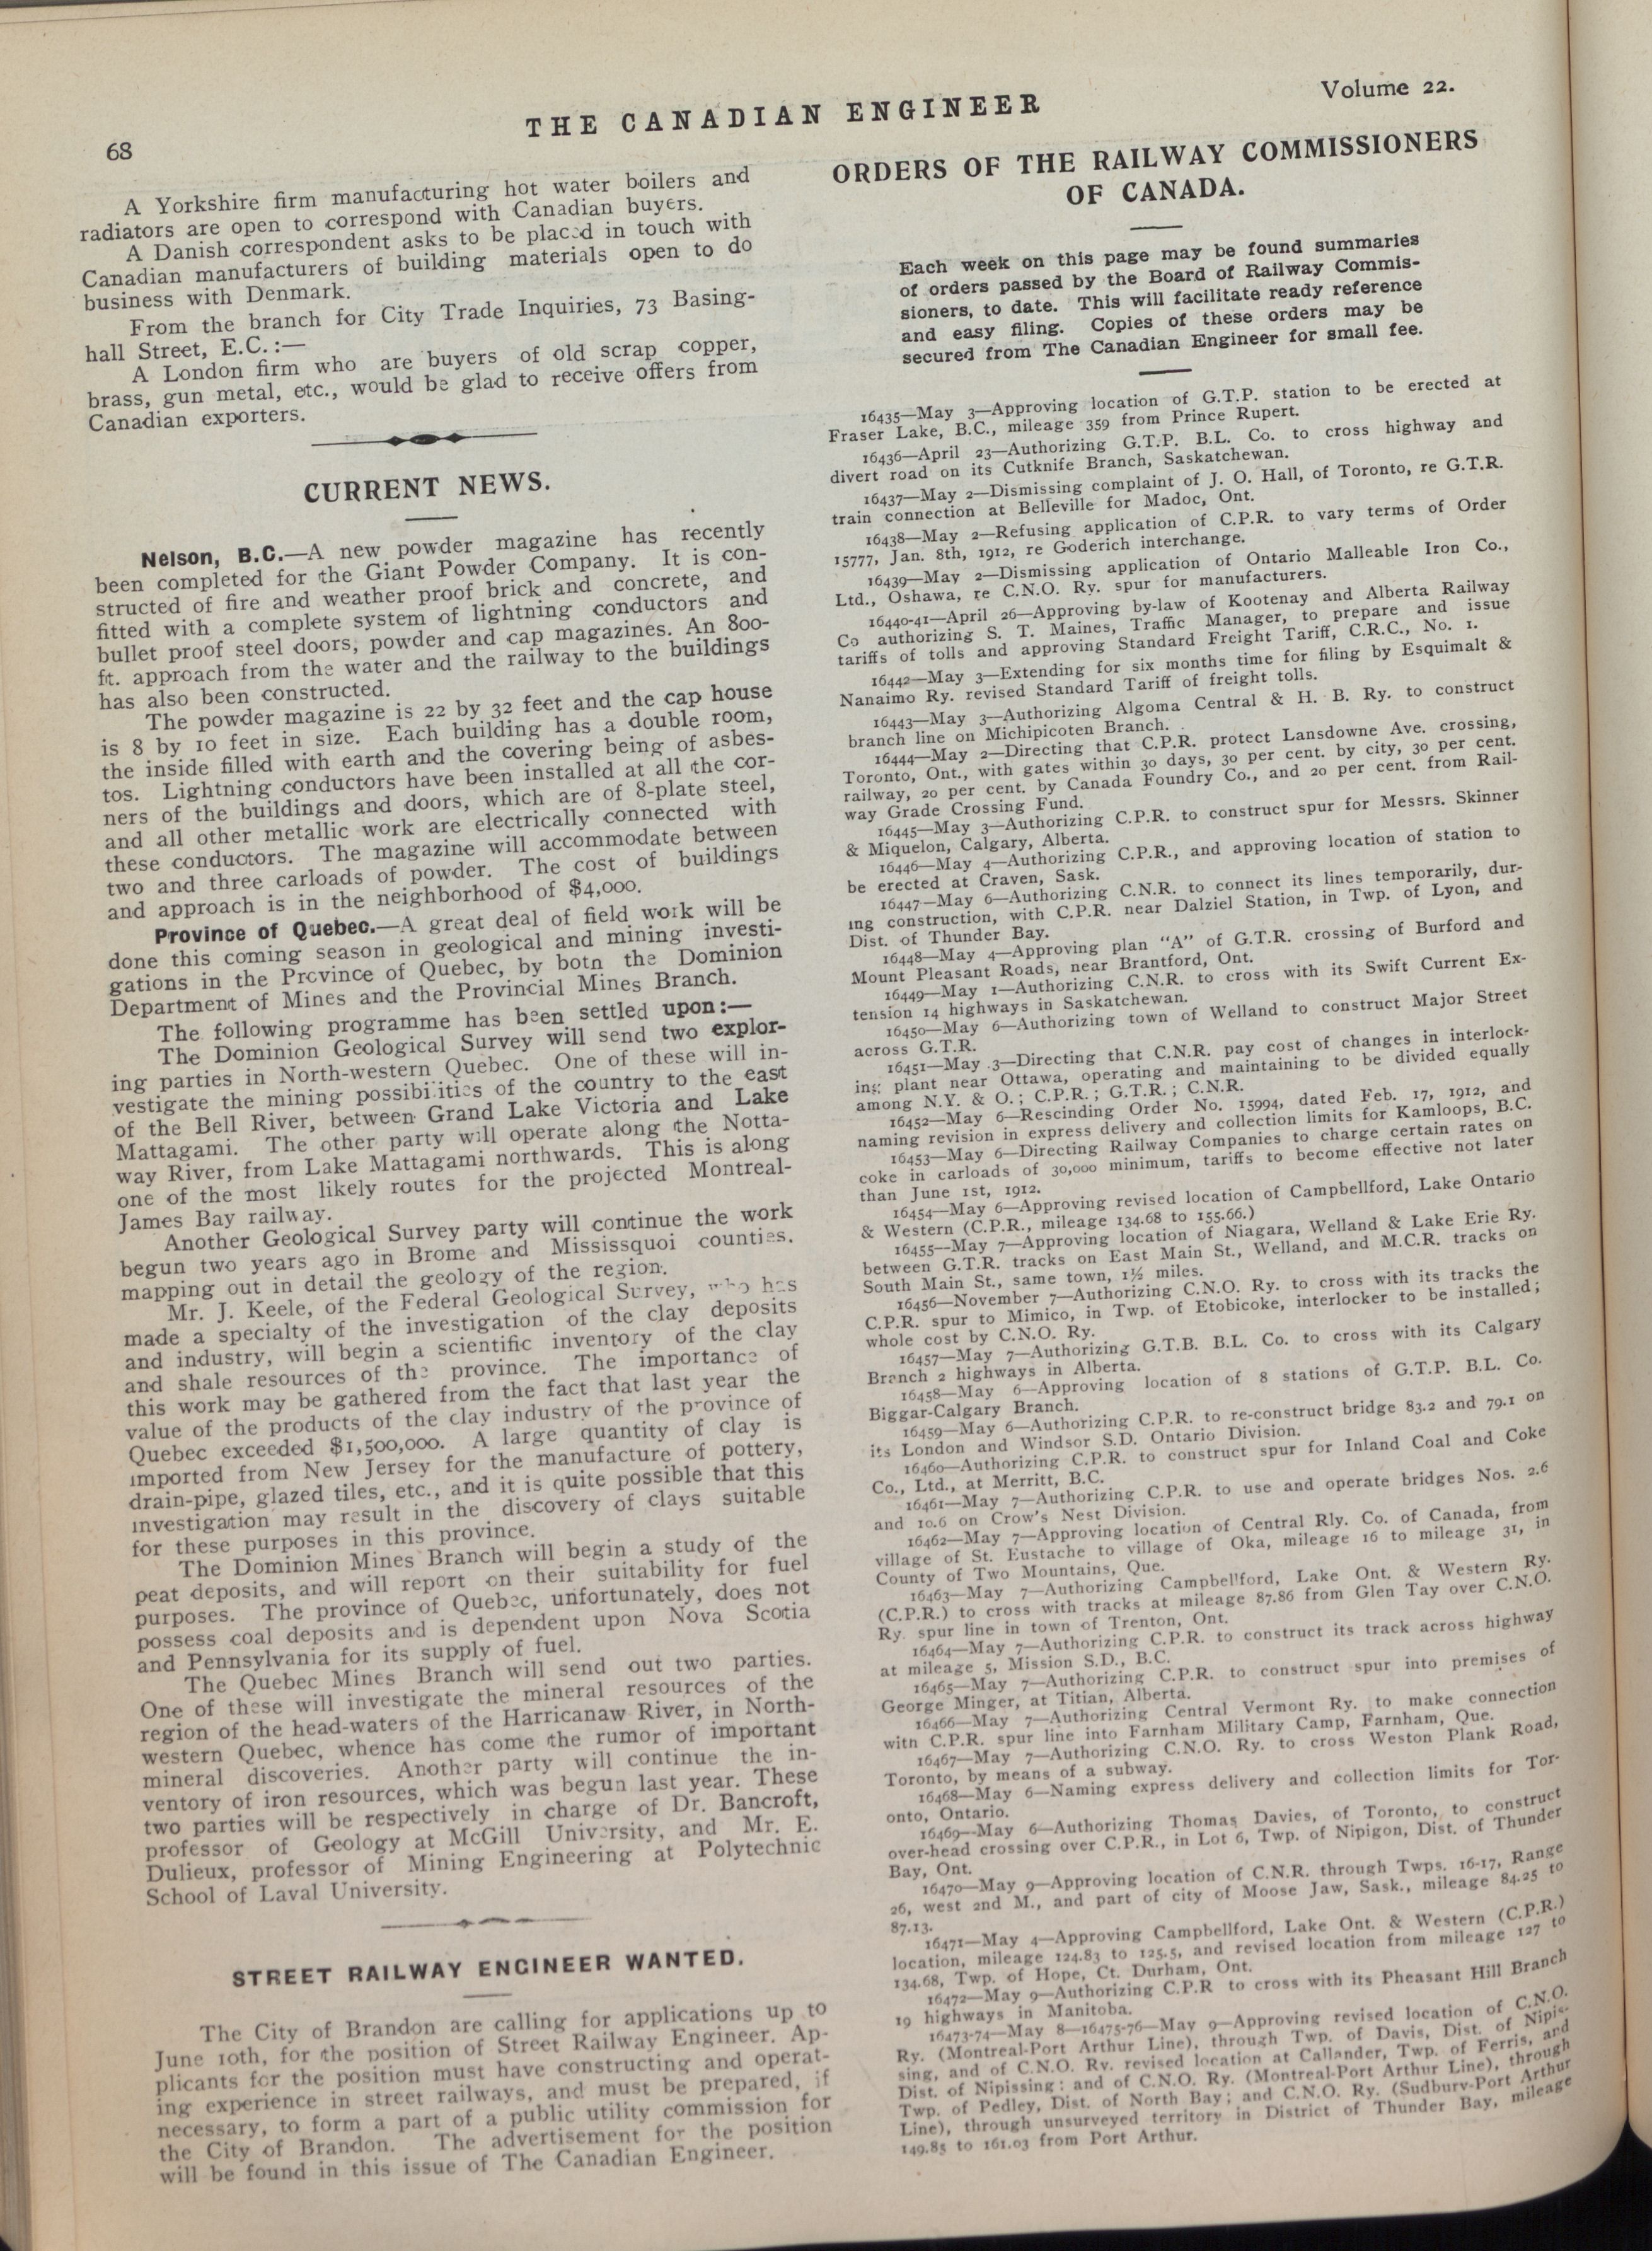 68
THE CANADIAN ENGINEER
Volume 22.
A Yorkshire firm manufacturing hot water boilers and
radiators are open to correspond with Canadian buyers.
A Danish correspondent asks to be placed in touch with
Canadian manufacturers of building materials open to do
business with Denmark.
From the branch for City Trade Inquiries, 73 Basing-
hall Street, E.C.:—
A London firm who are buyers of old scrap copper,
brass, gun metal, etc., would be glad to receive offers from
Canadian exporters.
CURRENT NEWS.
Nelson, B.C.—A new powder magazine has recently
been completed for the Giant Powder Company. It is con-
structed of fire and weather proof brick and concrete, and
fitted with a complete system of lightning conductors and
bullet proof steel doors, powder and cap magazines. An 800-
ft. approach from the water and the railway to the buildings
has also been constructed.
The powder magazine is 22 by 32 feet and the cap house
is 8 by 10 feet in size. Each building has a double room,
the inside filled with earth and the covering being of asbes-
tos. Lightning conductors have been installed at all the cor-
ners of the buildings and doors, which are of 8-plate steel,
and all other metallic work are electrically connected with
these conductors. The magazine will accommodate between
two and three carloads of powder. The cost of buildings
and approach is in the neighborhood of $4,000.
Province of Quebec.—A great deal of field work will be
done this coming season in geological and mining investi-
gations in the Province of Quebec, by both the Dominion
Department of Mines and the Provincial Mines Branch.
The following programme has been settled upon:—
The Dominion Geological Survey will send two explor-
ing parties in North-western Quebec. One of these will in-
vestigate the mining possibilities of the country to the east
of the Bell River, between Grand Lake Victoria and Lake
Mattagami. The other party will operate along the Notta-
way River, from Lake Mattagami northwards. This is along
one of the most likely routes for the projected Montreal-
James Bay railway.
Another Geological Survey party will continue the work
begun two years ago in Brome and Mississquoi counties.
mapping out in detail the geology of the region.
Mr. J. Keele, of the Federal Geological Survey, who has
made a specialty of the investigation of the clay deposits
and industry, will begin a scientific inventory of the clay
and shale resources of the province. The importance of
this work may be gathered from the fact that last year the
value of the products of the clay industry of the province of
Quebec exceeded $1,500,000. A large quantity of clay is
imported from New Jersey for the manufacture of pottery,
drain-pipe, glazed tiles, etc., and it is quite possible that this
investigation may result in the discovery of clays suitable
for these purposes in this province.
The Dominion Mines Branch will begin a study of the
peat deposits, and will report on their suitability for fuel
purposes. The province of Quebec, unfortunately, does not
possess coal deposits and is dependent upon Nova Scotia
and Pennsylvania for its supply of fuel.
The Quebec Mines Branch will send out two parties.
One of these will investigate the mineral resources of the
region of the head-waters of the Harricanaw River, in North-
western Quebec, whence has come the rumor of important
mineral discoveries. Another party will continue the in-
ventory of iron resources, which was begun last year. These
two parties will be respectively in charge of Dr. Bancroft,
professor of Geology at McGill University, and Mr. E.
Dulieux, professor of Mining Engineering at Polytechnic
School of Laval University.
STREET RAILWAY ENGINEER WANTED.
The City of Brandon are calling for applications up to
June 10th, for the position of Street Railway Engineer. Ap-
plicants for the position must have constructing and operat-
ing experience in street railways, and must be prepared, if
necessary, to form a part of a public utility commission for
the City of Brandon. The advertisement for the position
will be found in this issue of The Canadian Engineer.
ORDERS OF THE RAILWAY COMMISSIONERS
OF CANADA.
Each week on this page may be found summaries
of orders passed by the Board of Railway Commis-
sioners, to date. This will facilitate ready reference
and easy filing. Copies of these orders may be
secured from The Canadian Engineer for small fee.
16435—May 3—Approving location of G.T.P. station to be erected at
Fraser Lake, B.C., mileage 359 from Prince Rupert.
16436—April 23—Authorizing G.T.P. B.L. Co. to cross highway and
divert road on its Cutknife Branch, Saskatchewan.
16437—May 2—Dismissing complaint of J. O. Hall, of Toronto, re G.T.R.
train connection at Belleville for Madoc, Ont.
16438—May 2—Refusing application of C.P.R. to vary terms of Order
15777, Jan. 8th, 1912, re Goderich interchange.
16439—May 2—Dismissing application of Ontario Malleable Iron Co.,
Ltd., Oshawa, re C.N.O. Ry. spur for manufacturers.
16440-41—April 26—Approving by-law of Kootenay and Alberta Railway
Co authorizing S. T. Maines, Traffic Manager, to prepare and issue
tariffs of tolls and approving Standard Freight Tariff, C.R.C., No. 1.
16442—May 3—Extending for six months time for filing by Esquimalt &
Nanaimo Ry. revised Standard Tariff of freight tolls.
16443—May 3—Authorizing Algoma Central & H. B. Ry. to construct
branch line on Michipicoten Branch.
16444—May 2—Directing that C.P.R. protect Lansdowne Ave. crossing,
Toronto, Ont., with gates within 30 days, 30 per cent. by city, 30 per cent.
railway, 20 per cent. by Canada Foundry Co., and 20 per cent. from Rail-
way Grade Crossing Fund.
16445—May 3—Authorizing C.P.R. to construct spur for Messrs. Skinner
& Miquelon, Calgary, Alberta.
16446—May 4—Authorizing C.P.R., and approving location of station to
be erected at Craven, Sask.
16447—May 6—Authorizing C.N.R. to connect its lines temporarily, dur-
ing construction, with C.P.R. near Dalziel Station, in Twp. of Lyon, and
Dist. of Thunder Bay.
16448—May 4—Approving plan "A" of G.T.R. crossing of Burford and
Mount Pleasant Roads, near Brantford, Ont.
16449—May 1—Authorizing C.N.R. to cross with its Swift Current Ex-
tension 14 highways in Saskatchewan.
16450—May 6—Authorizing town of Welland to construct Major Street
across G.T.R.
16451—May 3—Directing that C.N.R. pay cost of changes in interlock-
ing plant near Ottawa, operating and maintaining to be divided equally
among N.Y. & O.; C.P.R.; G.T.R.; C.N.R.
16452—May 6—Rescinding Order No. 15994, dated Feb. 17, 1912, and
naming revision in express delivery and collection limits for Kamloops, B.C.
16453—May 6—Directing Railway Companies to charge certain rates on
coke in carloads of 30,000 minimum, tariffs to become effective not later
than June 1st, 1912.
16454—May 6—Approving revised location of Campbellford, Lake Ontario
& Western (C.P.R., mileage 134.68 to 155.66.)
16455—May 7—Approving location of Niagara, Welland & Lake Erie Ry.
between G.T.R. tracks on East Main St., Welland, and M.C.R. tracks on
South Main St., same town, 1½ miles.
16456—November 7—Authorizing C.N.O. Ry. to cross with its tracks the
C.P.R. spur to Mimico, in Twp. of Etobicoke, interlocker to be installed;
whole cost by C.N.O. Ry.
16457—May 7—Authorizing G.T.B. B.L. Co. to cross with its Calgary
Branch 2 highways in Alberta.
16458—May 6—Approving location of 8 stations of G.T.P. B.L. Co.
Biggar-Calgary Branch.
16459—May 6—Authorizing C.P.R. to re-construct bridge 83.2 and 79.1 on
its London and Windsor S.D. Ontario Division.
16460—Authorizing C.P.R. to construct spur for Inland Coal and Coke
Co., Ltd., at Merritt, B.C.
16461—May 7—Authorizing C.P.R. to use and operate bridges Nos. 2.6
and 10.6 on Crow's Nest Division.
16462—May 7—Approving location of Central Rly. Co. of Canada, from
village of St. Eustache to village of Oka, mileage 16 to mileage 31, in
County of Two Mountains, Que.
16463—May 7—Authorizing Campbellford, Lake Ont. & Western Ry.
(C.P.R.) to cross with tracks at mileage 87.86 from Glen Tay over C.N.O.
Ry. spur line in town of Trenton, Ont.
16464—May 7—Authorizing C.P.R. to construct its track across highway
at mileage 5, Mission S.D., B.C.
16465—May 7—Authorizing C.P.R. to construct spur into premises of
George Minger, at Titian, Alberta.
16466—May 7—Authorizing Central Vermont Ry. to make connection
with C.P.R. spur line into Farnham Military Camp, Farnham, Que.
16467—May 7—Authorizing C.N.O. Ry. to cross Weston Plank Road,
Toronto, by means of a subway.
16468—May 6—Naming express delivery and collection limits for Tor-
onto, Ontario.
16469—May 6—Authorizing Thomas Davies, of Toronto, to construct
over-head crossing over C.P.R., in Lot 6, Twp. of Nipigon, Dist. of Thunder
Bay, Ont.
16470—May 9—Approving location of C.N.R. through Twps. 16-17, Range
26, west 2nd M., and part of city of Moose Jaw, Sask., mileage 84.25 to
87.13.
16471—May 4—Approving Campbellford, Lake Ont. & Western (C.P.R.)
location, mileage 124.83 to 125.5, and revised location from mileage 127 to
134.68, Twp. of Hope, Ct. Durham, Ont.
16472—May 9—Authorizing C.P.R to cross with its Pheasant Hill Branch
19 highways in Manitoba.
16473-74—May 8—16475-76—May 9—Approving revised location of C.N.O.
Ry. (Montreal-Port Arthur Line), through Twp. of Davis, Dist. of Nipis-
sing, and of C.N.O. Ry. revised location at Callander, Twp. of Ferris, and
Dist. of Nipissing; and of C.N.O. Ry. (Montreal-Port Arthur Line), through
Twp. of Pedley, Dist. of North Bay; and C.N.O. Ry. (Sudbury-Port Arthur
Line), through unsurveyed territory in District of Thunder Bay, mileage
149.85 to 161.03 from Port Arthur.